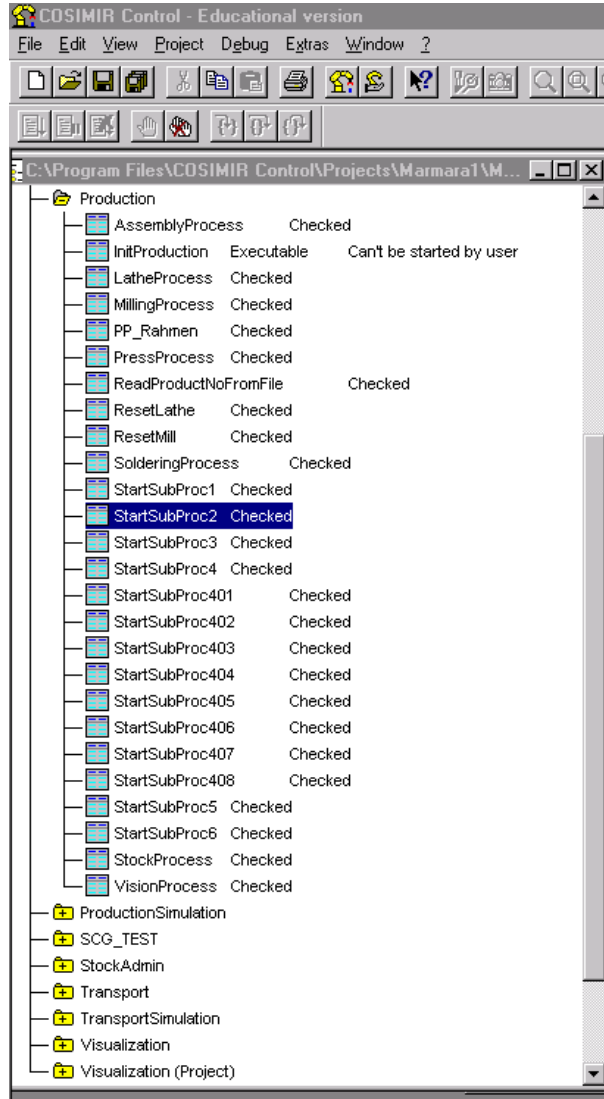 COSIMIR Control - Educational version
File Edit View Project Debug Extras Window ?
C:\Program Files\COSIMIR Control\Projects\Marmara1\M...
Production
AssemblyProcess Checked
InitProduction Executable Can't be started by user
LatheProcess Checked
MillingProcess Checked
PP_Rahmen Checked
PressProcess Checked
ReadProductNoFromFile Checked
ResetLathe Checked
ResetMill Checked
SolderingProcess Checked
StartSubProc1 Checked
StartSubProc2 Checked
StartSubProc3 Checked
StartSubProc4 Checked
StartSubProc401 Checked
StartSubProc402 Checked
StartSubProc403 Checked
StartSubProc404 Checked
StartSubProc405 Checked
StartSubProc406 Checked
StartSubProc407 Checked
StartSubProc408 Checked
StartSubProc5 Checked
StartSubProc6 Checked
StockProcess Checked
VisionProcess Checked
ProductionSimulation
SCG_TEST
StockAdmin
Transport
TransportSimulation
Visualization
Visualization (Project)